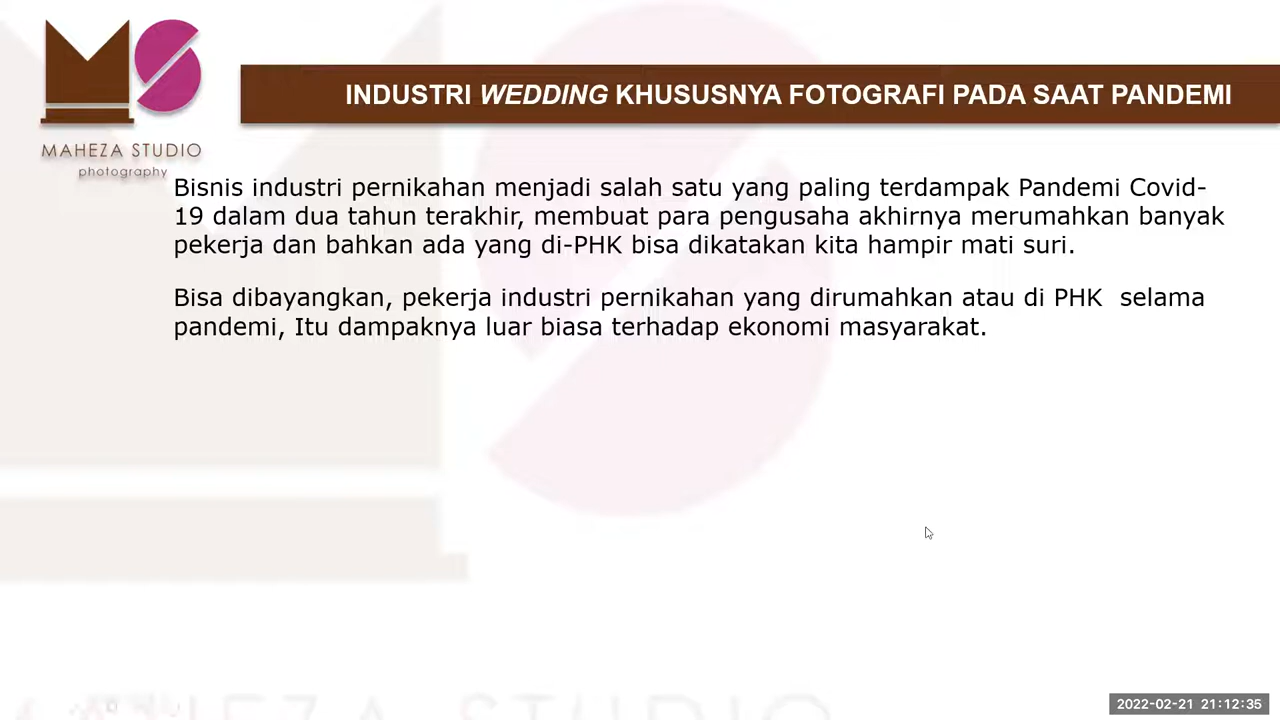 MS
MAHEZA STUDIO
photography
INDUSTRI WEDDING KHUSUSNYA FOTOGRAFI PADA SAAT PANDEMI
Bisnis industri pernikahan menjadi salah satu yang paling terdampak Pandemi Covid-
19 dalam dua tahun terakhir, membuat para pengusaha akhirnya merumahkan banyak
pekerja dan bahkan ada yang di-PHK bisa dikatakan kita hampir mati suri.
Bisa dibayangkan, pekerja industri pernikahan yang dirumahkan atau di PHK  selama
pandemi, Itu dampaknya luar biasa terhadap ekonomi masyarakat.
MAHEZA STUDIO
2022-02-21 21:12:35